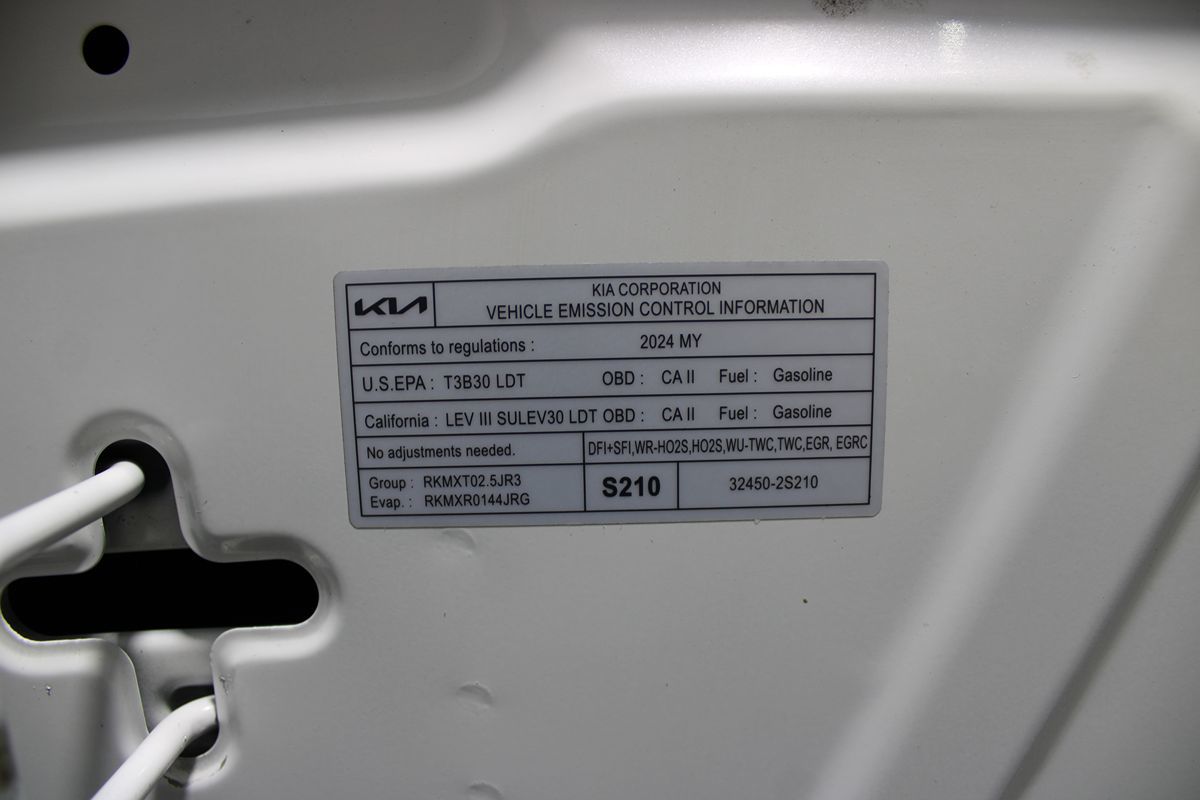 KIA
KIA CORPORATION
VEHICLE EMISSION CONTROL INFORMATION
Conforms to regulations : 2024 MY
U.S.EPA : T3B30 LDT OBD : CA II Fuel : Gasoline
California : LEV III SULEV30 LDT OBD : CA II Fuel : Gasoline
No adjustments needed. DFI+SFI,WR-HO2S,HO2S,WU-TWC,TWC,EGR, EGRC
Group : RKMXT02.5JR3
Evap. : RKMXR0144JRG
S210 32450-2S210